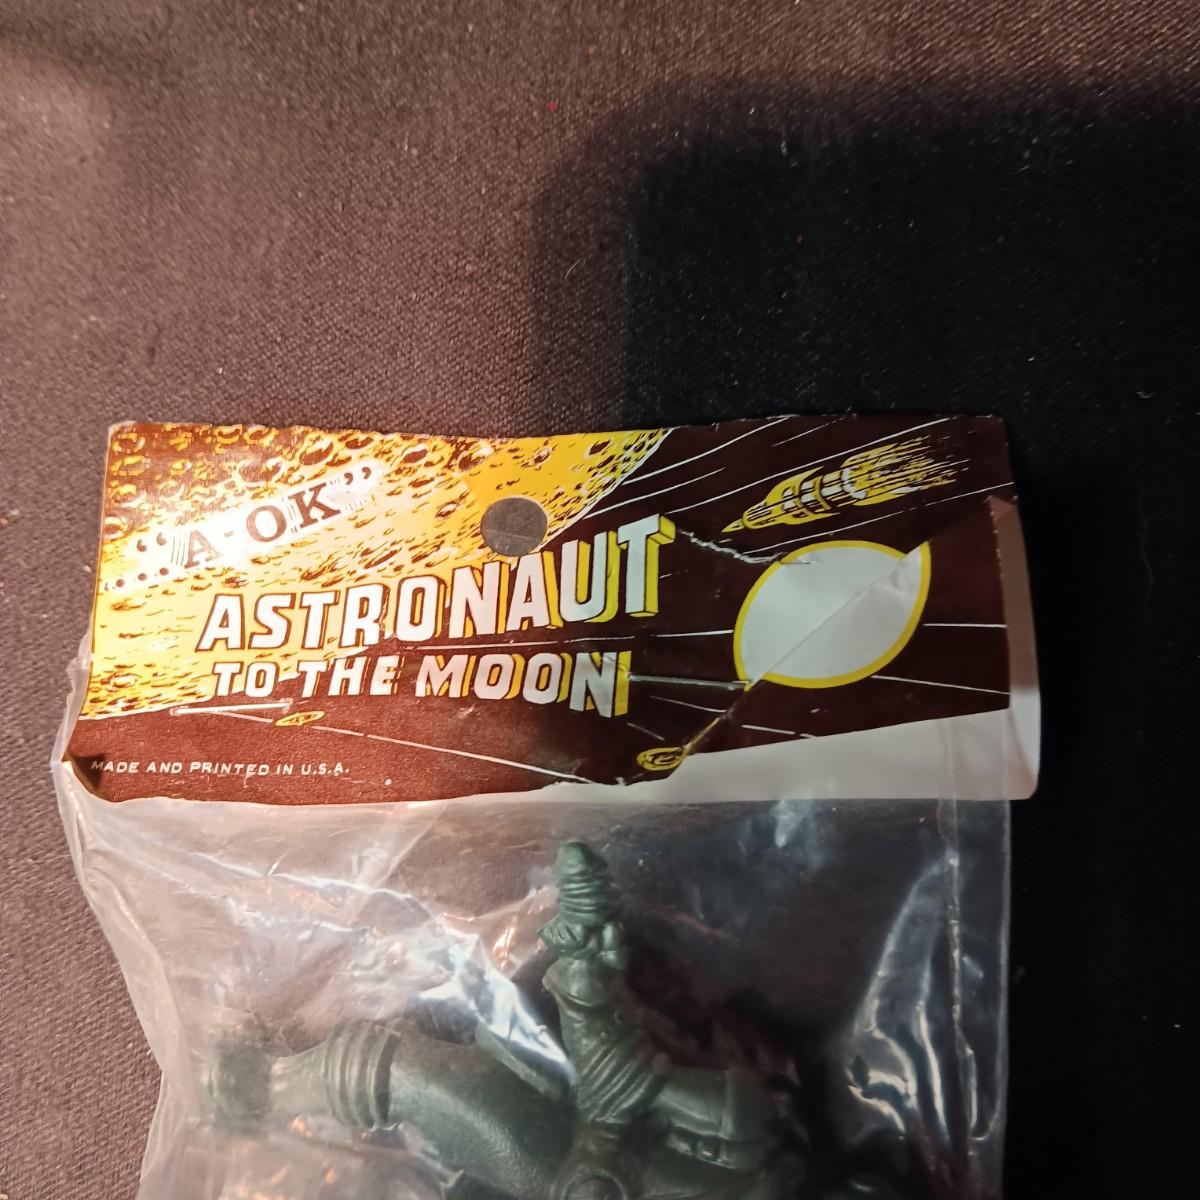 "A-OK"
ASTRONAUT
TO THE MOON
MADE AND PRINTED IN U.S.A.